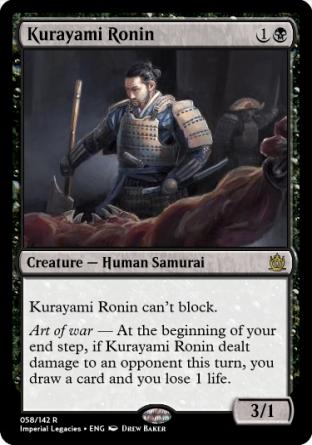 Kurayami Ronin 1
Creature — Human Samurai
Kurayami Ronin can't block.
Art of war — At the beginning of your
end step, if Kurayami Ronin dealt
damage to an opponent this turn, you
draw a card and you lose 1 life.
3/1
058/142 R
Imperial Legacies • ENG DREW BAKER